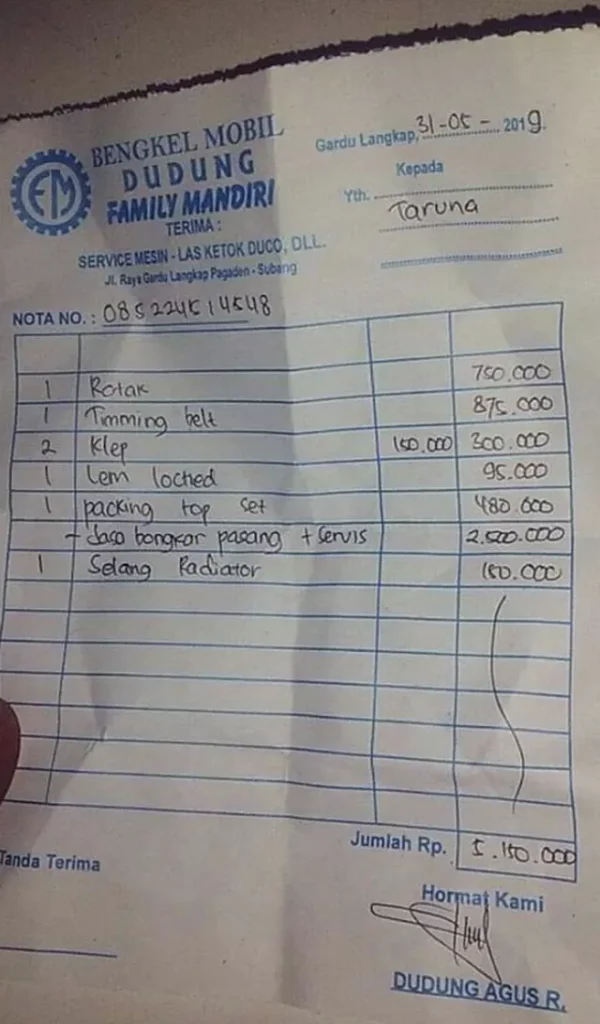 BENGKEL MOBIL
DUDUNG
FAMILY MANDIRI
FM
TERIMA :
SERVICE MESIN - LAS KETOK DUCO, DLL.
Jl. Raya Gardu Langkap Pagaden - Subang
Gardu Langkap, 31-05- 2019.
Kepada
Yth.
Taruna
NOTA NO. : 085224514548
1 Rotak 750.000
1 Timming belt 875.000
2 Klep 150.000 300.000
1 Lem loched 95.000
1 packing top set 480.000
- Jasa bongkar pasang + servis 2.500.000
1 Selang Radiator 150.000
Jumlah Rp. 5.150.000
Tanda Terima
Hormat Kami
DUDUNG AGUS R.